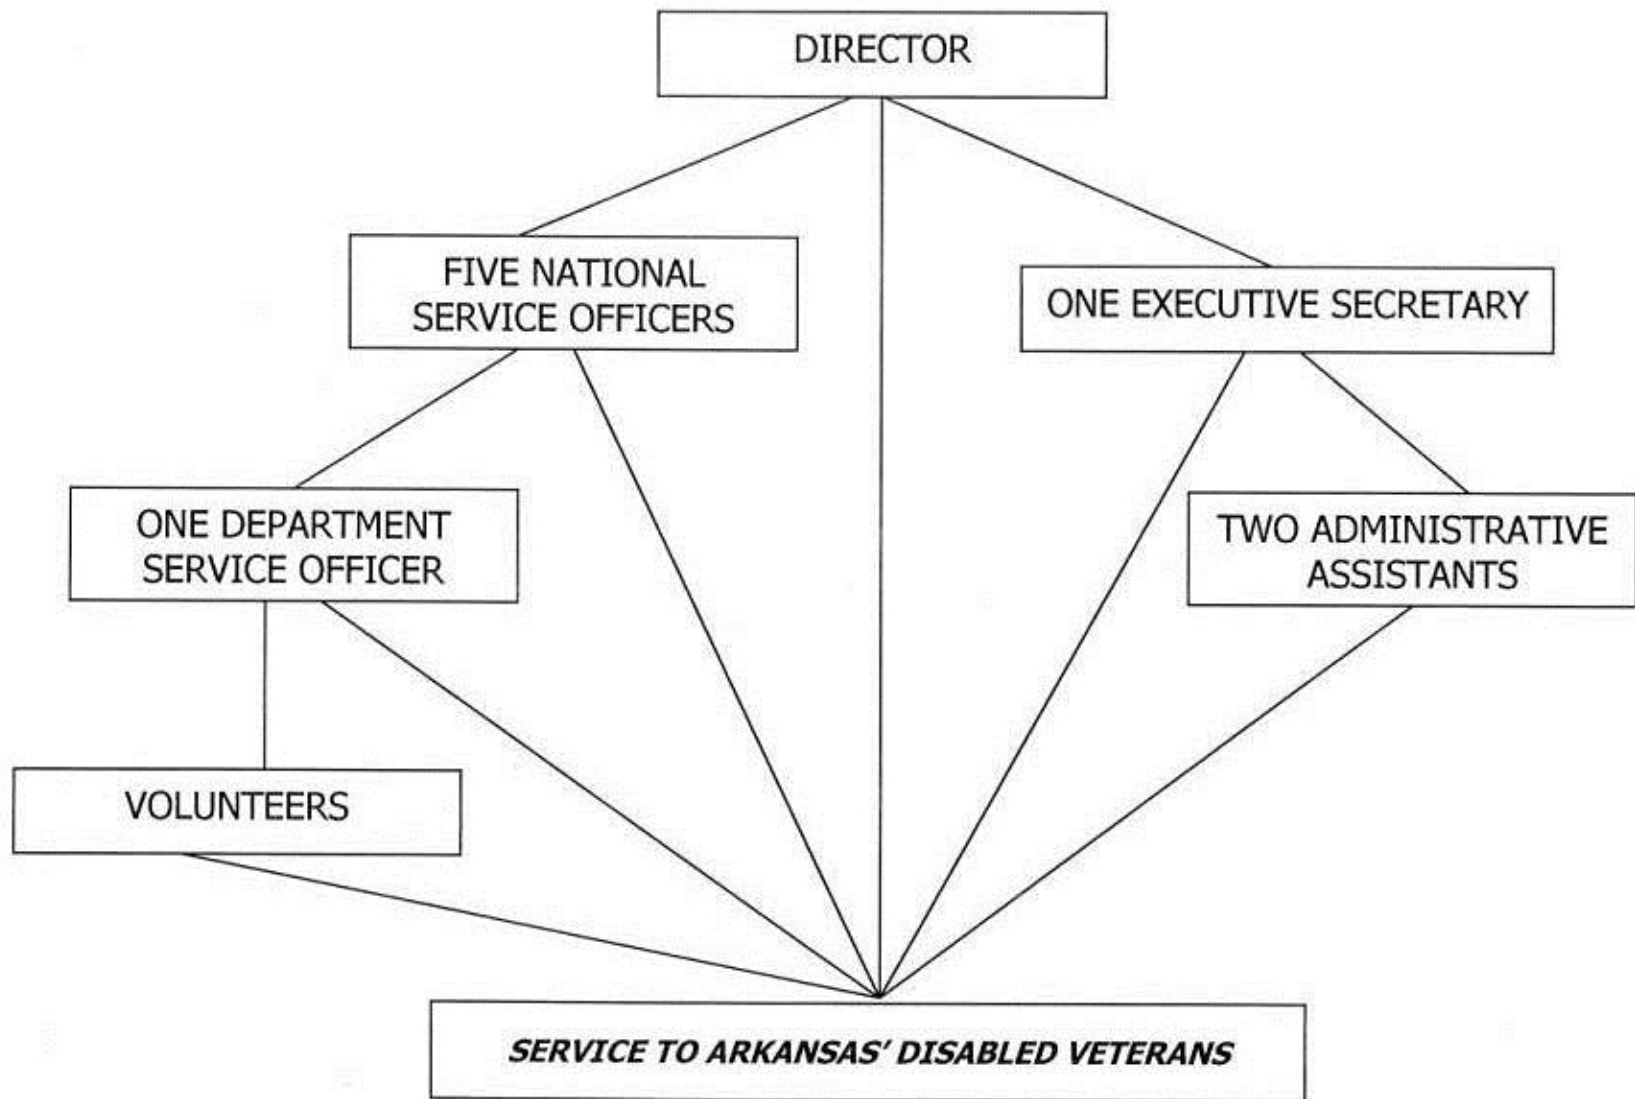 DIRECTOR
FIVE NATIONAL
SERVICE OFFICERS
ONE EXECUTIVE SECRETARY
ONE DEPARTMENT
SERVICE OFFICER
TWO ADMINISTRATIVE
ASSISTANTS
VOLUNTEERS
SERVICE TO ARKANSAS’ DISABLED VETERANS